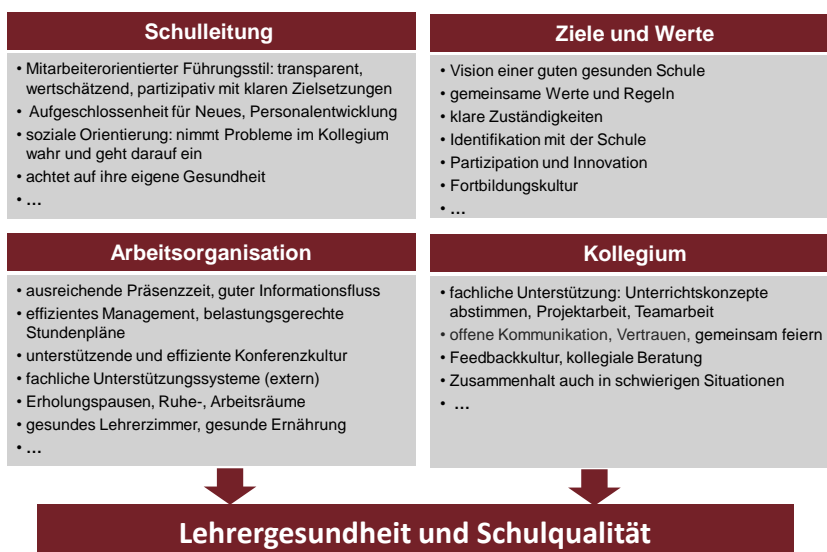 Schulleitung
• Mitarbeiterorientierter Führungsstil: transparent,
wertschätzend, partizipativ mit klaren Zielsetzungen
• Aufgeschlossenheit für Neues, Personalentwicklung
• soziale Orientierung: nimmt Probleme im Kollegium
wahr und geht darauf ein
• achtet auf ihre eigene Gesundheit
• ...
Ziele und Werte
• Vision einer guten gesunden Schule
• gemeinsame Werte und Regeln
• klare Zuständigkeiten
• Identifikation mit der Schule
• Partizipation und Innovation
• Fortbildungskultur
• ...
Arbeitsorganisation
• ausreichende Präsenzzeit, guter Informationsfluss
• effizientes Management, belastungsgerechte
Stundenpläne
• unterstützende und effiziente Konferenzkultur
• fachliche Unterstützungssysteme (extern)
• Erholungspausen, Ruhe-, Arbeitsräume
• gesundes Lehrerzimmer, gesunde Ernährung
• ...
Kollegium
• fachliche Unterstützung: Unterrichtskonzepte
abstimmen, Projektarbeit, Teamarbeit
• offene Kommunikation, Vertrauen, gemeinsam feiern
• Feedbackkultur, kollegiale Beratung
• Zusammenhalt auch in schwierigen Situationen
• ...
Lehrergesundheit und Schulqualität